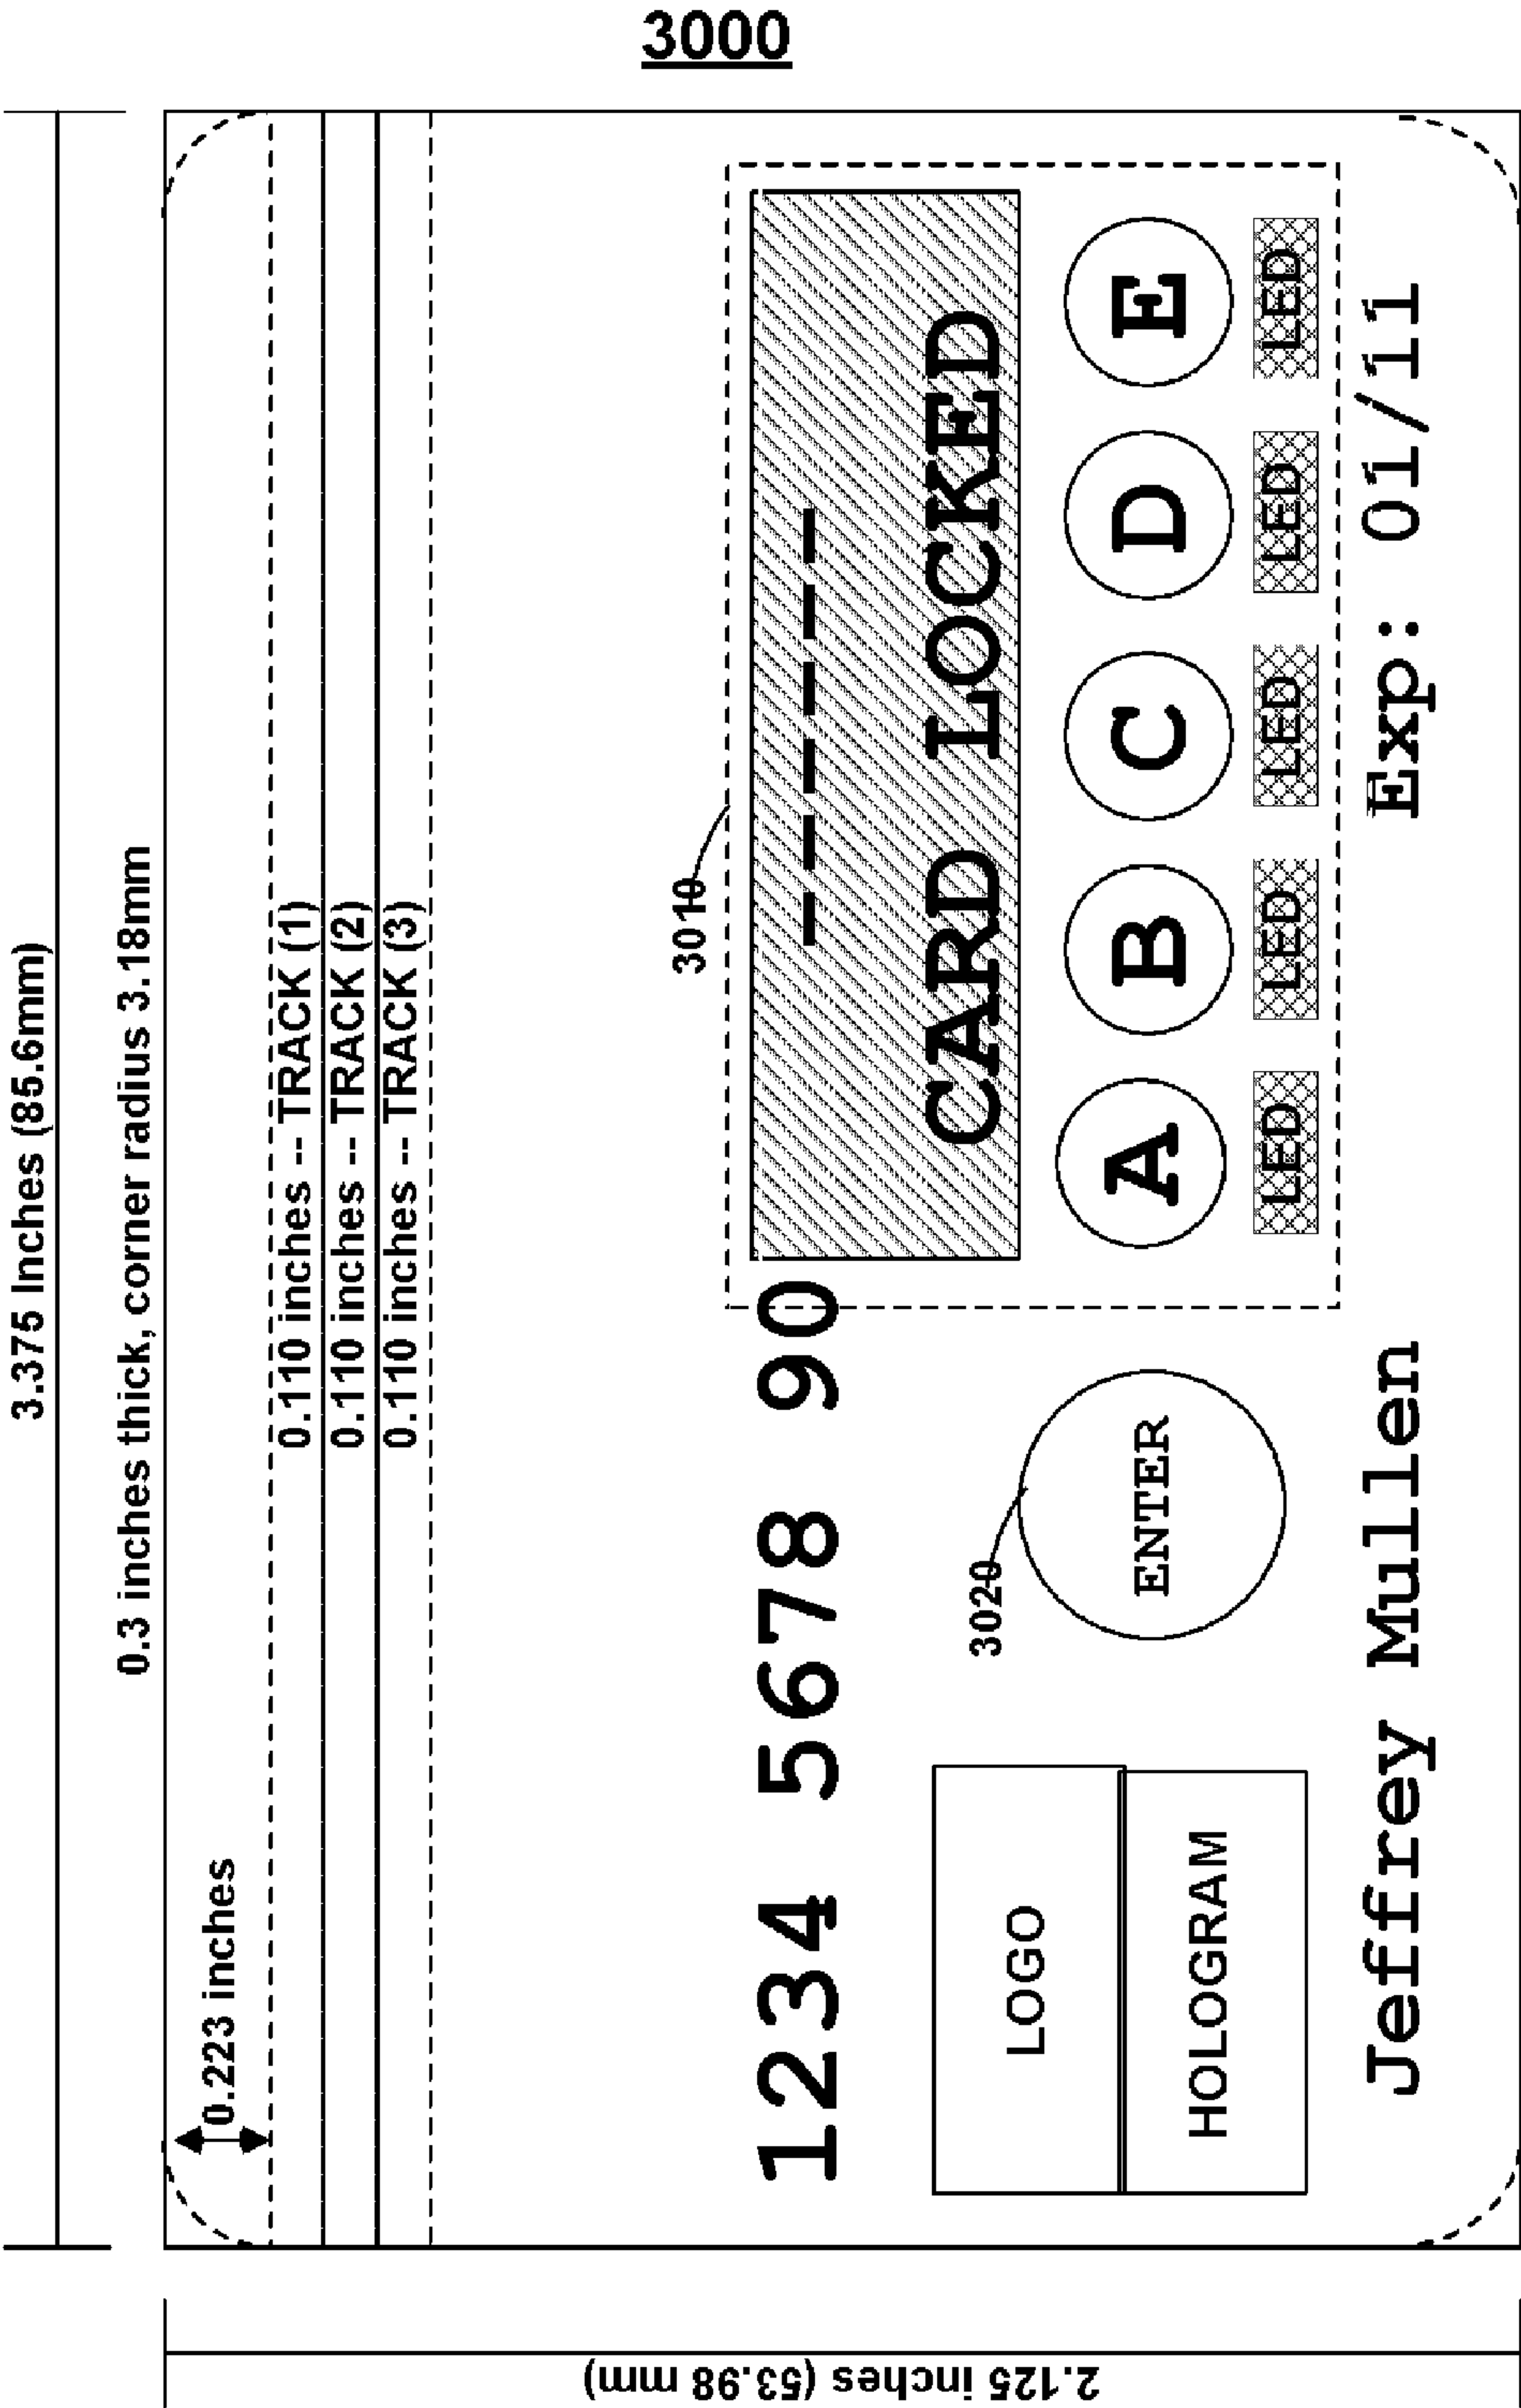 3000
3.375 Inches (85.6mm)
0.3 inches thick, corner radius 3.18mm
0.223 inches
0.110 inches -- TRACK (1)
0.110 inches -- TRACK (2)
0.110 inches -- TRACK (3)
2.125 inches (53.98 mm)
3010
1234 5678 90
------
CARD LOCKED
LOGO
HOLOGRAM
3020
ENTER
A B C D E
LED LED LED LED LED
Jeffrey Mullen Exp: 01/11